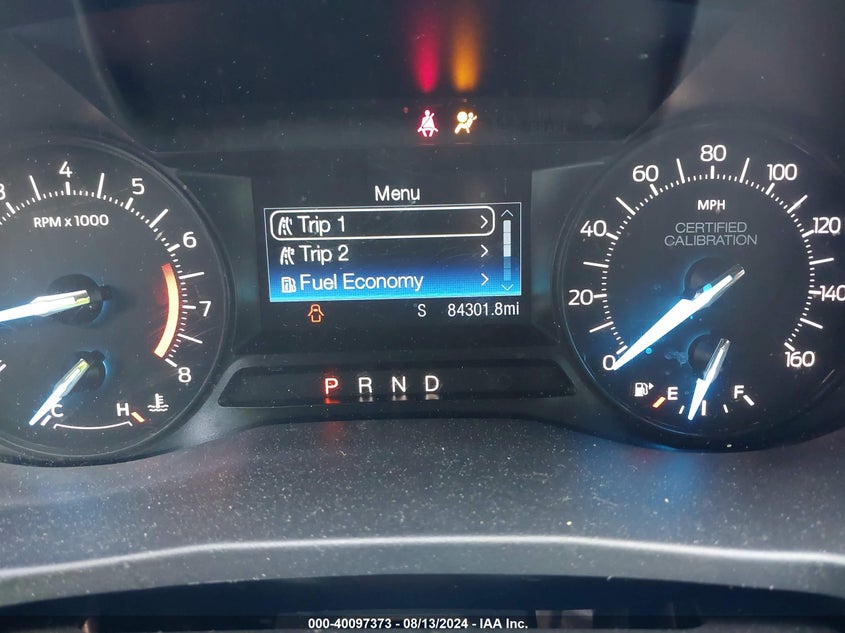 3 4 5 6 7 8
RPM x 1000
C H
Menu
Trip 1
Trip 2
Fuel Economy
S 84301.8mi
P R N D
0 20 40 60 80 100 120 140 160
MPH
CERTIFIED
CALIBRATION
E F
000-40097373 - 08/13/2024 - IAA Inc.